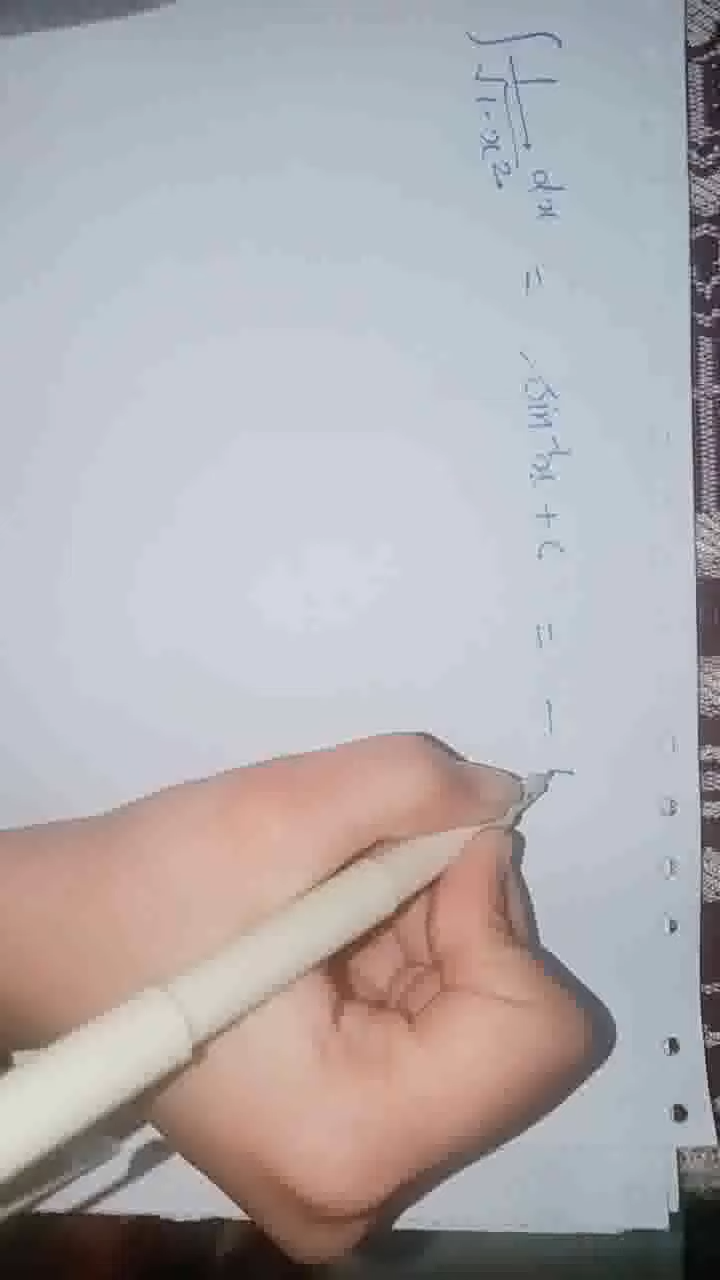 ∫ 1/√(1-x²) dx = sin⁻¹x + c = -